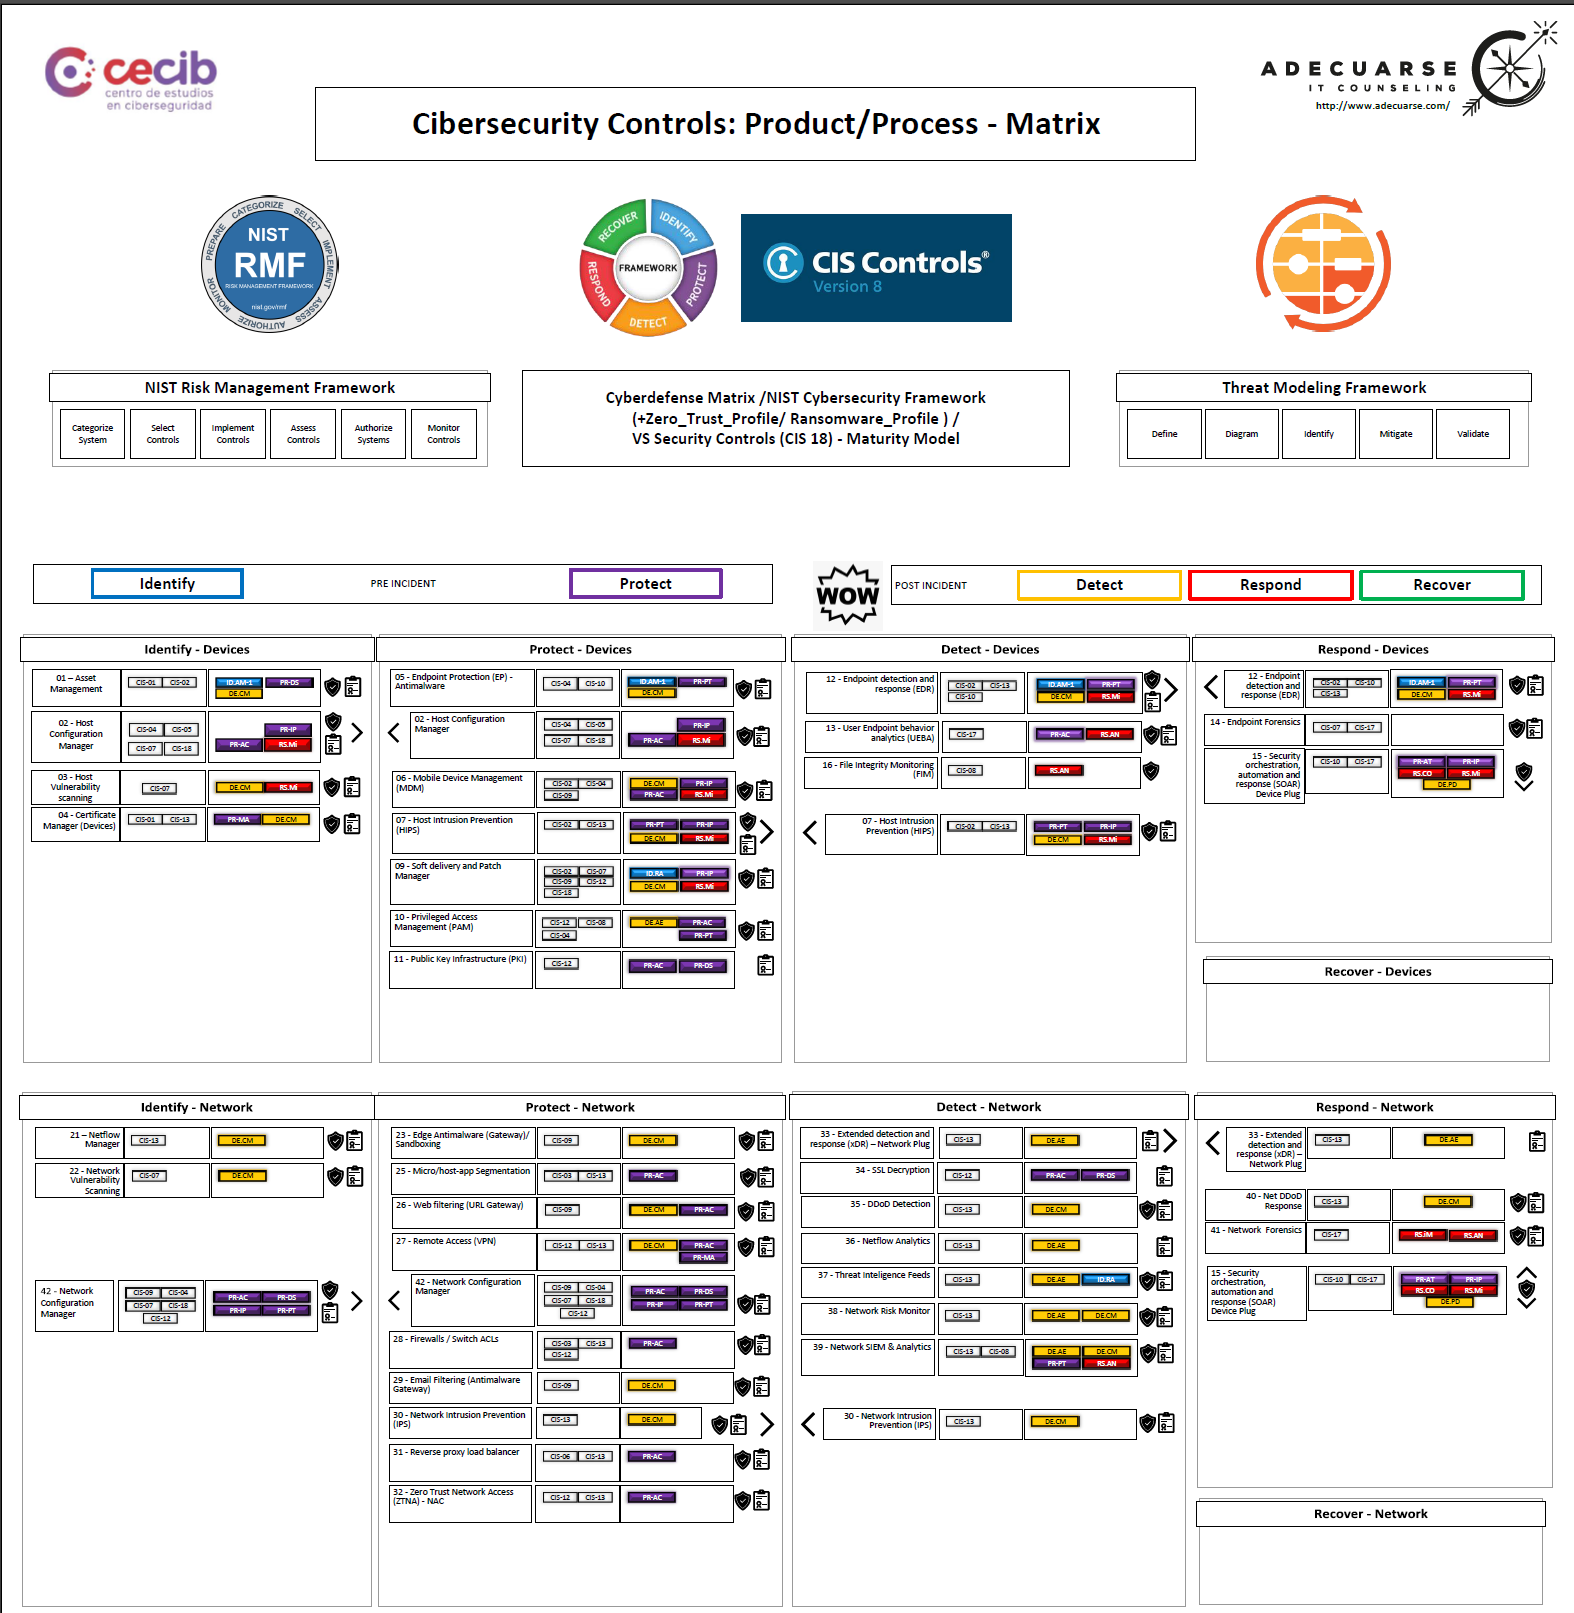 cecib
centro de estudios
en ciberseguridad
ADECUARSE
IT COUNSELING
http://www.adecuarse.com/
Cibersecurity Controls: Product/Process - Matrix
PREPARE CATEGORIZE SELECT IMPLEMENT ASSESS AUTHORIZE MONITOR
NIST
RMF
RISK MANAGEMENT FRAMEWORK
nist.gov/rmf
RECOVER IDENTIFY PROTECT DETECT RESPOND
FRAMEWORK
CIS Controls®
Version 8
NIST Risk Management Framework
Categorize System
Select Controls
Implement Controls
Assess Controls
Authorize Systems
Monitor Controls
Cyberdefense Matrix /NIST Cybersecurity Framework
(+Zero_Trust_Profile/ Ransomware_Profile ) /
VS Security Controls (CIS 18) - Maturity Model
Threat Modeling Framework
Define
Diagram
Identify
Mitigate
Validate
Identify
PRE INCIDENT
Protect
WOW
POST INCIDENT
Detect
Respond
Recover
Identify - Devices
01 – Asset Management
CIS-01 CIS-02
ID.AM-1 PR-DS
DE.CM
02 - Host Configuration Manager
CIS-04 CIS-05
CIS-07 CIS-18
PR-IP
PR-AC RS.Mi
03 - Host Vulnerability scanning
CIS-07
DE.CM RS.Mi
04 - Certificate Manager (Devices)
CIS-01 CIS-13
PR-MA DE.CM
Protect - Devices
05 - Endpoint Protection (EP) - Antimalware
CIS-04 CIS-10
ID.AM-1 PR-PT
DE.CM
02 - Host Configuration Manager
CIS-04 CIS-05
CIS-07 CIS-18
PR-IP
PR-AC RS.Mi
06 - Mobile Device Management (MDM)
CIS-02 CIS-04
CIS-09
DE.CM PR-IP
PR-AC RS.Mi
07 - Host Intrusion Prevention (HIPS)
CIS-02 CIS-13
PR-PT PR-IP
DE.CM RS.Mi
09 - Soft delivery and Patch Manager
CIS-02 CIS-07
CIS-09 CIS-12
CIS-18
ID.RA PR-IP
DE.CM RS.Mi
10 - Privileged Access Management (PAM)
CIS-12 CIS-08
CIS-04
DE.AE PR-AC
PR-PT
11 - Public Key Infrastructure (PKI)
CIS-12
PR-AC PR-DS
Detect - Devices
12 - Endpoint detection and response (EDR)
CIS-02 CIS-13
CIS-10
ID.AM-1 PR-PT
DE.CM RS.Mi
13 - User Endpoint behavior analytics (UEBA)
CIS-17
PR-AC RS.AN
16 - File Integrity Monitoring (FIM)
CIS-08
RS.AN
07 - Host Intrusion Prevention (HIPS)
CIS-02 CIS-13
PR-PT PR-IP
DE.CM RS.Mi
Respond - Devices
12 - Endpoint detection and response (EDR)
CIS-02 CIS-10
CIS-13
ID.AM-1 PR-PT
DE.CM RS.Mi
14 - Endpoint Forensics
CIS-07 CIS-17
15 - Security orchestration, automation and response (SOAR) Device Plug
CIS-10 CIS-17
PR-AT PR-IP
RS.CO RS.Mi
DE.PD
Recover - Devices
Identify - Network
21 – Netflow Manager
CIS-13
DE.CM
22 - Network Vulnerability Scanning
CIS-07
DE.CM
42 - Network Configuration Manager
CIS-09 CIS-04
CIS-07 CIS-18
CIS-12
PR-AC PR-DS
PR-IP PR-PT
Protect - Network
23 - Edge Antimalware (Gateway)/ Sandboxing
CIS-09
DE.CM
25 - Micro/host-app Segmentation
CIS-03 CIS-13
PR-AC
26 - Web filtering (URL Gateway)
CIS-09
DE.CM PR-AC
27 - Remote Access (VPN)
CIS-12 CIS-13
DE.CM PR-AC
PR-MA
42 - Network Configuration Manager
CIS-09 CIS-04
CIS-07 CIS-18
CIS-12
PR-AC PR-DS
PR-IP PR-PT
28 - Firewalls / Switch ACLs
CIS-03 CIS-13
CIS-12
PR-AC
29 - Email Filtering (Antimalware Gateway)
CIS-09
DE.CM
30 - Network Intrusion Prevention (IPS)
CIS-13
DE.CM
31 - Reverse proxy load balancer
CIS-06 CIS-13
PR-AC
32 - Zero Trust Network Access (ZTNA) - NAC
CIS-12 CIS-13
PR-AC
Detect - Network
33 - Extended detection and response (xDR) – Network Plug
CIS-13
DE.AE
34 - SSL Decryption
CIS-12
PR-AC PR-DS
35 - DDoD Detection
CIS-13
DE.CM
36 - Netflow Analytics
CIS-13
DE.AE
37 - Threat Inteligence Feeds
CIS-13
DE.AE ID.RA
38 - Network Risk Monitor
CIS-13
DE.AE DE.CM
39 - Network SIEM & Analytics
CIS-13 CIS-08
DE.AE DE.CM
PR-PT RS.AN
30 - Network Intrusion Prevention (IPS)
CIS-13
DE.CM
Respond - Network
33 - Extended detection and response (xDR) – Network Plug
CIS-13
DE.AE
40 - Net DDoD Response
CIS-13
DE.CM
41 - Network Forensics
CIS-17
RS.IM RS.AN
15 - Security orchestration, automation and response (SOAR) Device Plug
CIS-10 CIS-17
PR-AT PR-IP
RS.CO RS.Mi
DE.PD
Recover - Network